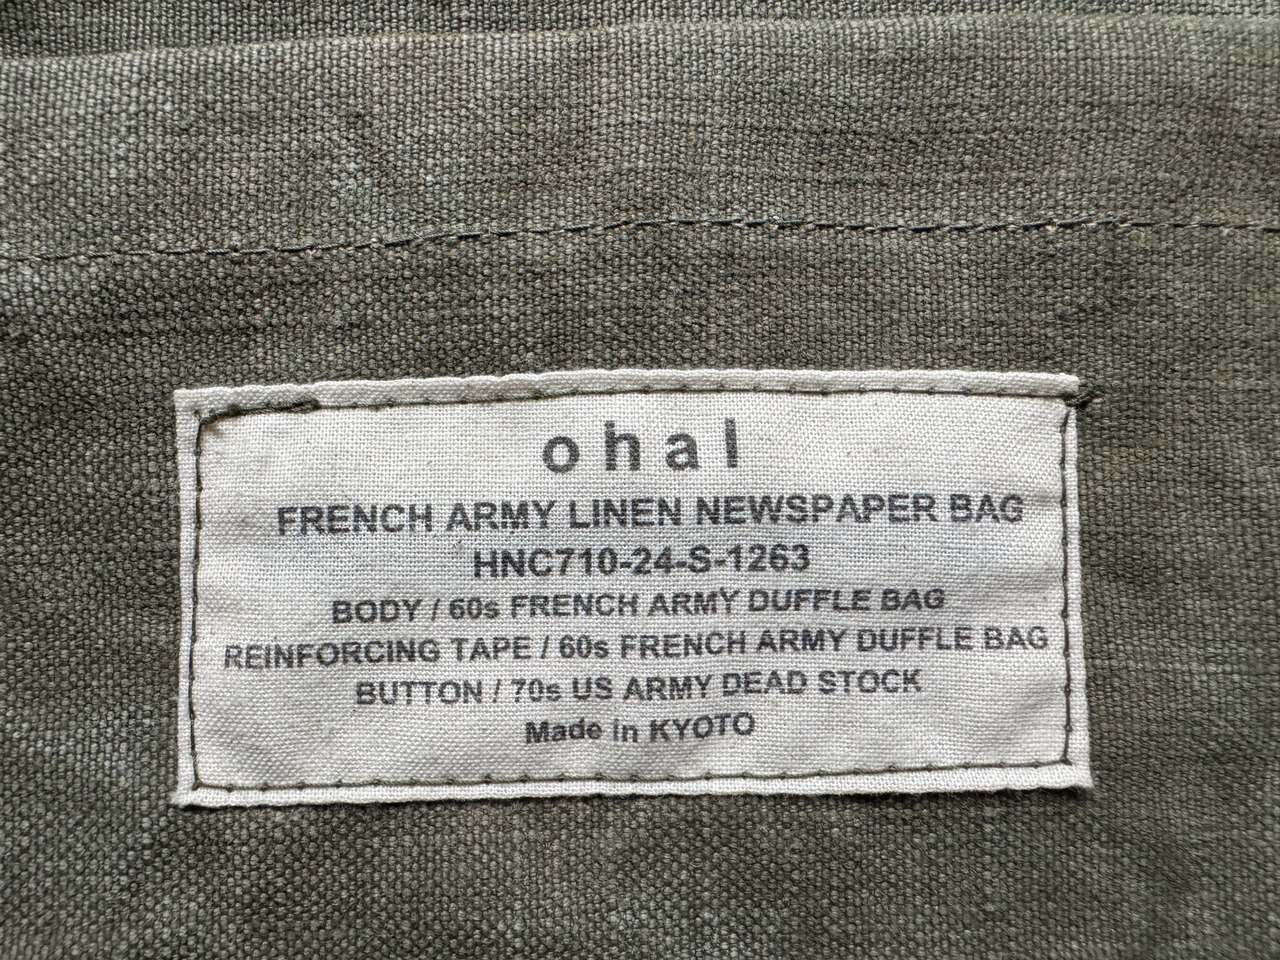 ohal
FRENCH ARMY LINEN NEWSPAPER BAG
HNC710-24-S-1263
BODY / 60s FRENCH ARMY DUFFLE BAG
REINFORCING TAPE / 60s FRENCH ARMY DUFFLE BAG
BUTTON / 70s US ARMY DEAD STOCK
Made in KYOTO